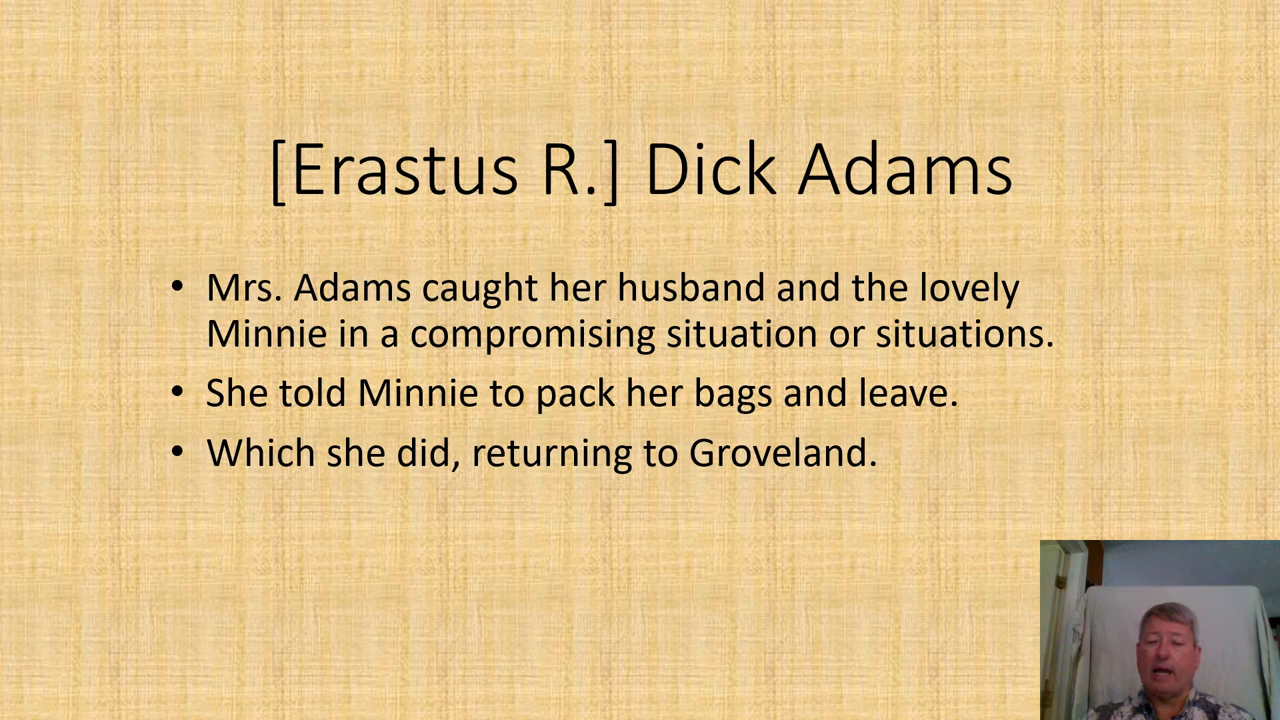 [Erastus R.] Dick Adams
• Mrs. Adams caught her husband and the lovely
Minnie in a compromising situation or situations.
• She told Minnie to pack her bags and leave.
• Which she did, returning to Groveland.